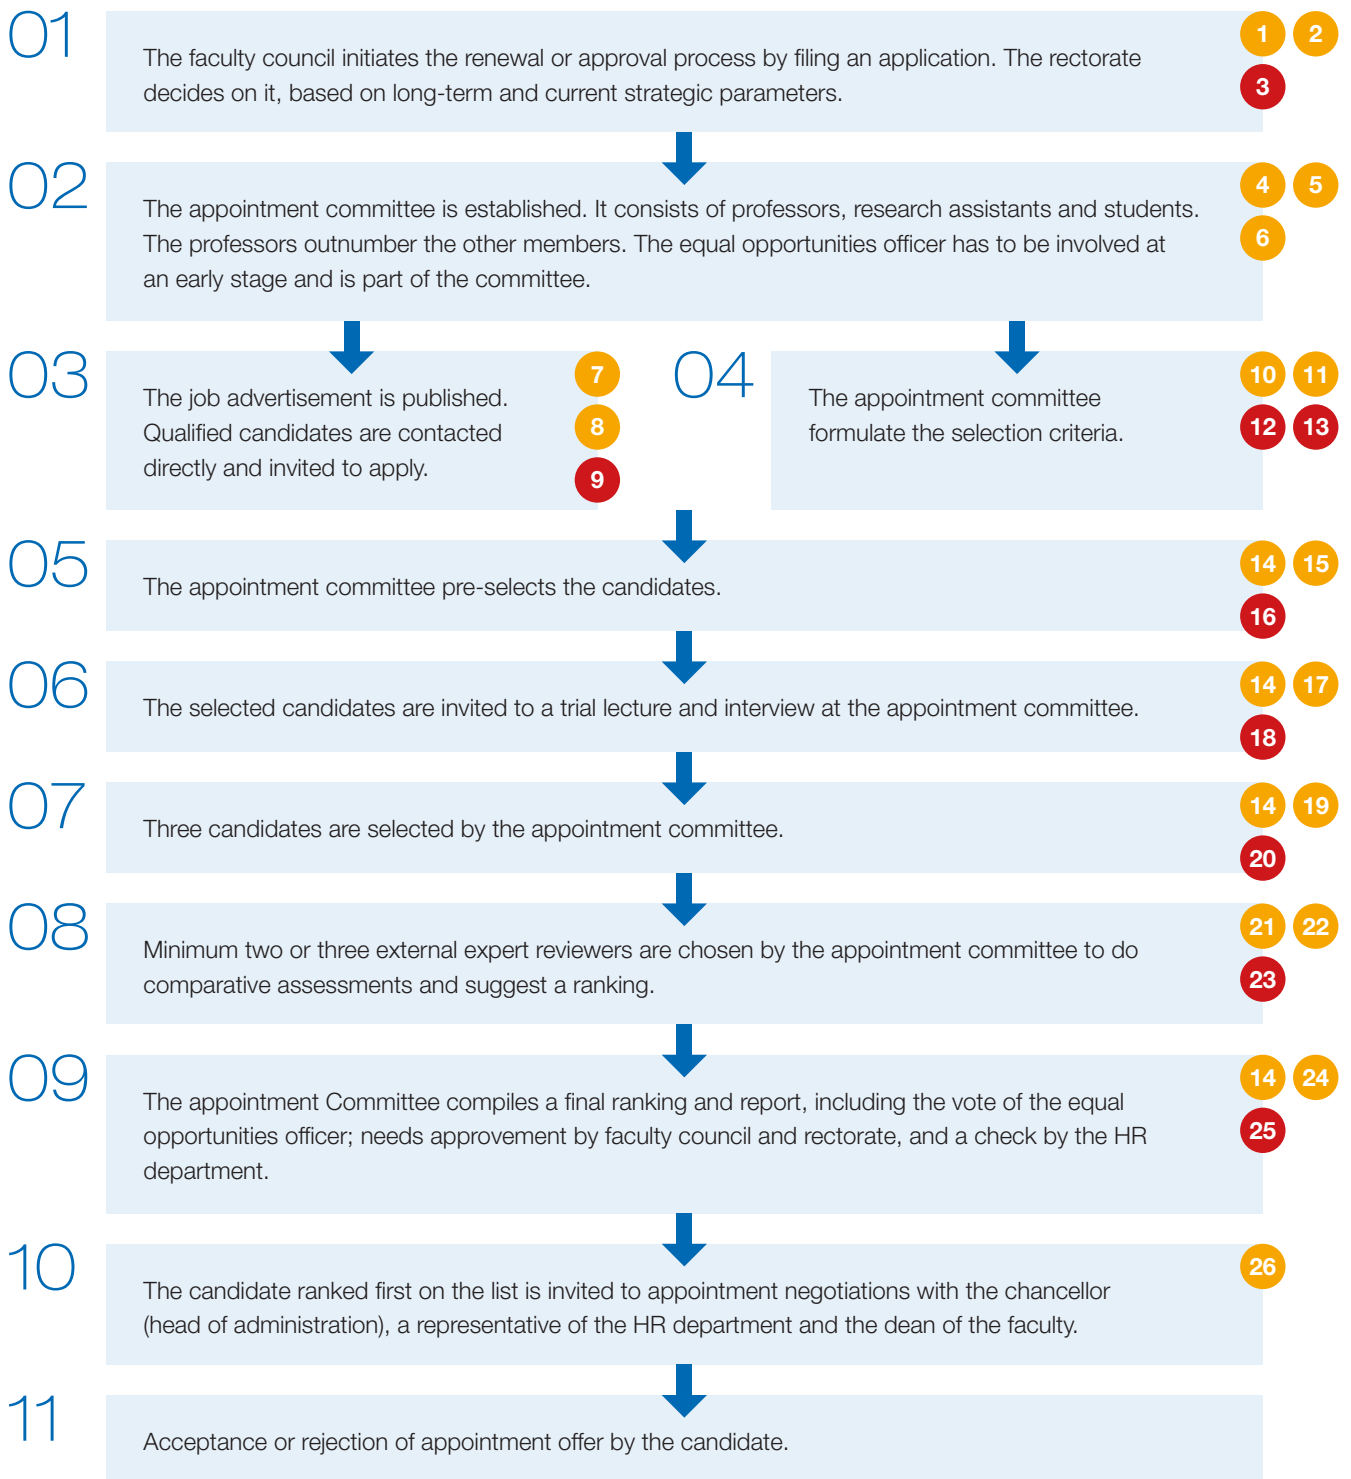 01
The faculty council initiates the renewal or approval process by filing an application. The rectorate
decides on it, based on long-term and current strategic parameters.
1 2
3
02
The appointment committee is established. It consists of professors, research assistants and students.
The professors outnumber the other members. The equal opportunities officer has to be involved at
an early stage and is part of the committee.
4 5
6
03
The job advertisement is published.
Qualified candidates are contacted
directly and invited to apply.
7
8
9
04
The appointment committee
formulate the selection criteria.
10 11
12 13
05
The appointment committee pre-selects the candidates.
14 15
16
06
The selected candidates are invited to a trial lecture and interview at the appointment committee.
14 17
18
07
Three candidates are selected by the appointment committee.
14 19
20
08
Minimum two or three external expert reviewers are chosen by the appointment committee to do
comparative assessments and suggest a ranking.
21 22
23
09
The appointment Committee compiles a final ranking and report, including the vote of the equal
opportunities officer; needs approvement by faculty council and rectorate, and a check by the HR
department.
14 24
25
10
The candidate ranked first on the list is invited to appointment negotiations with the chancellor
(head of administration), a representative of the HR department and the dean of the faculty.
26
11
Acceptance or rejection of appointment offer by the candidate.